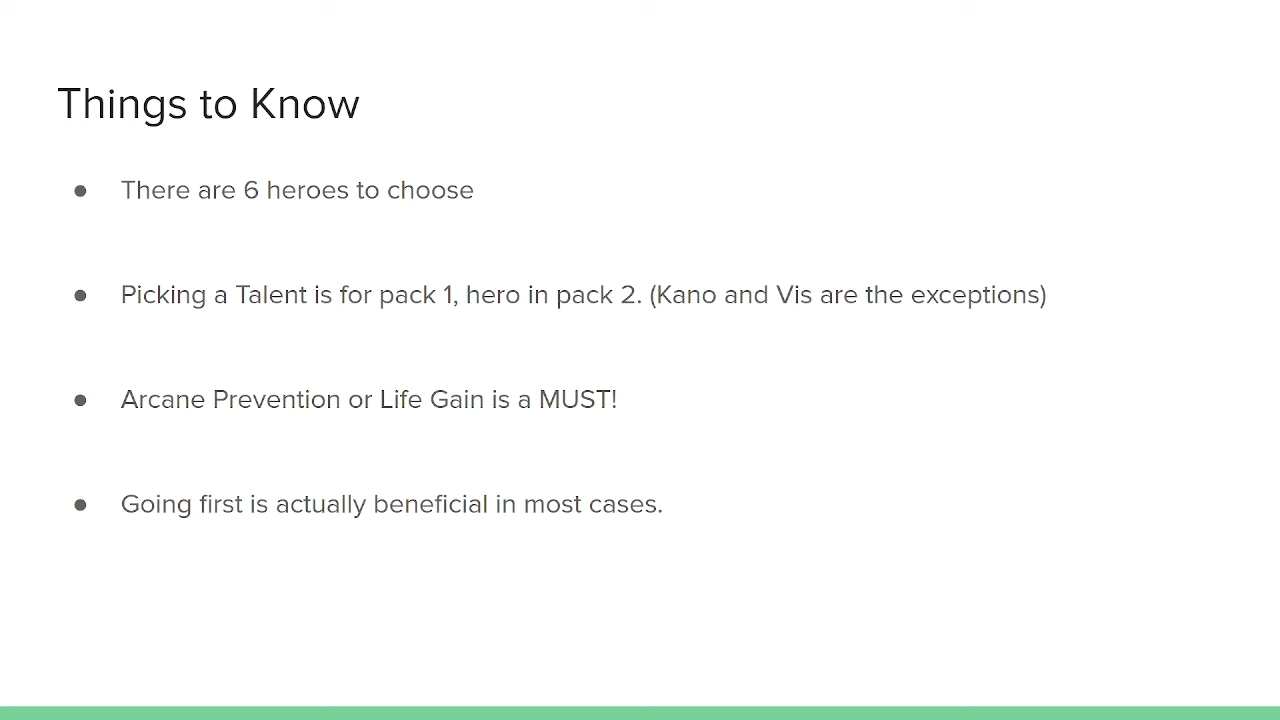 Things to Know
● There are 6 heroes to choose
● Picking a Talent is for pack 1, hero in pack 2. (Kano and Vis are the exceptions)
● Arcane Prevention or Life Gain is a MUST!
● Going first is actually beneficial in most cases.